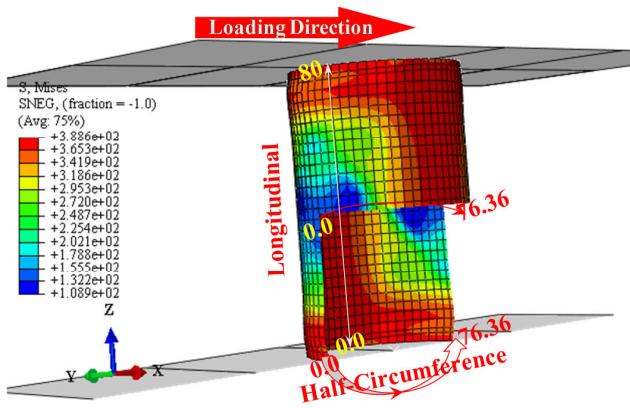 Loading Direction
80
S, Mises
SNEG, (fraction = -1.0)
(Avg: 75%)
+3.886e+02
+3.653e+02
+3.419e+02
+3.186e+02
+2.953e+02
+2.720e+02
+2.487e+02
+2.254e+02
+2.021e+02
+1.788e+02
+1.555e+02
+1.322e+02
+1.089e+02
Longitudinal
0.0
76.36
Z
Y
X
0.0
0.0
76.36
Half-Circumference